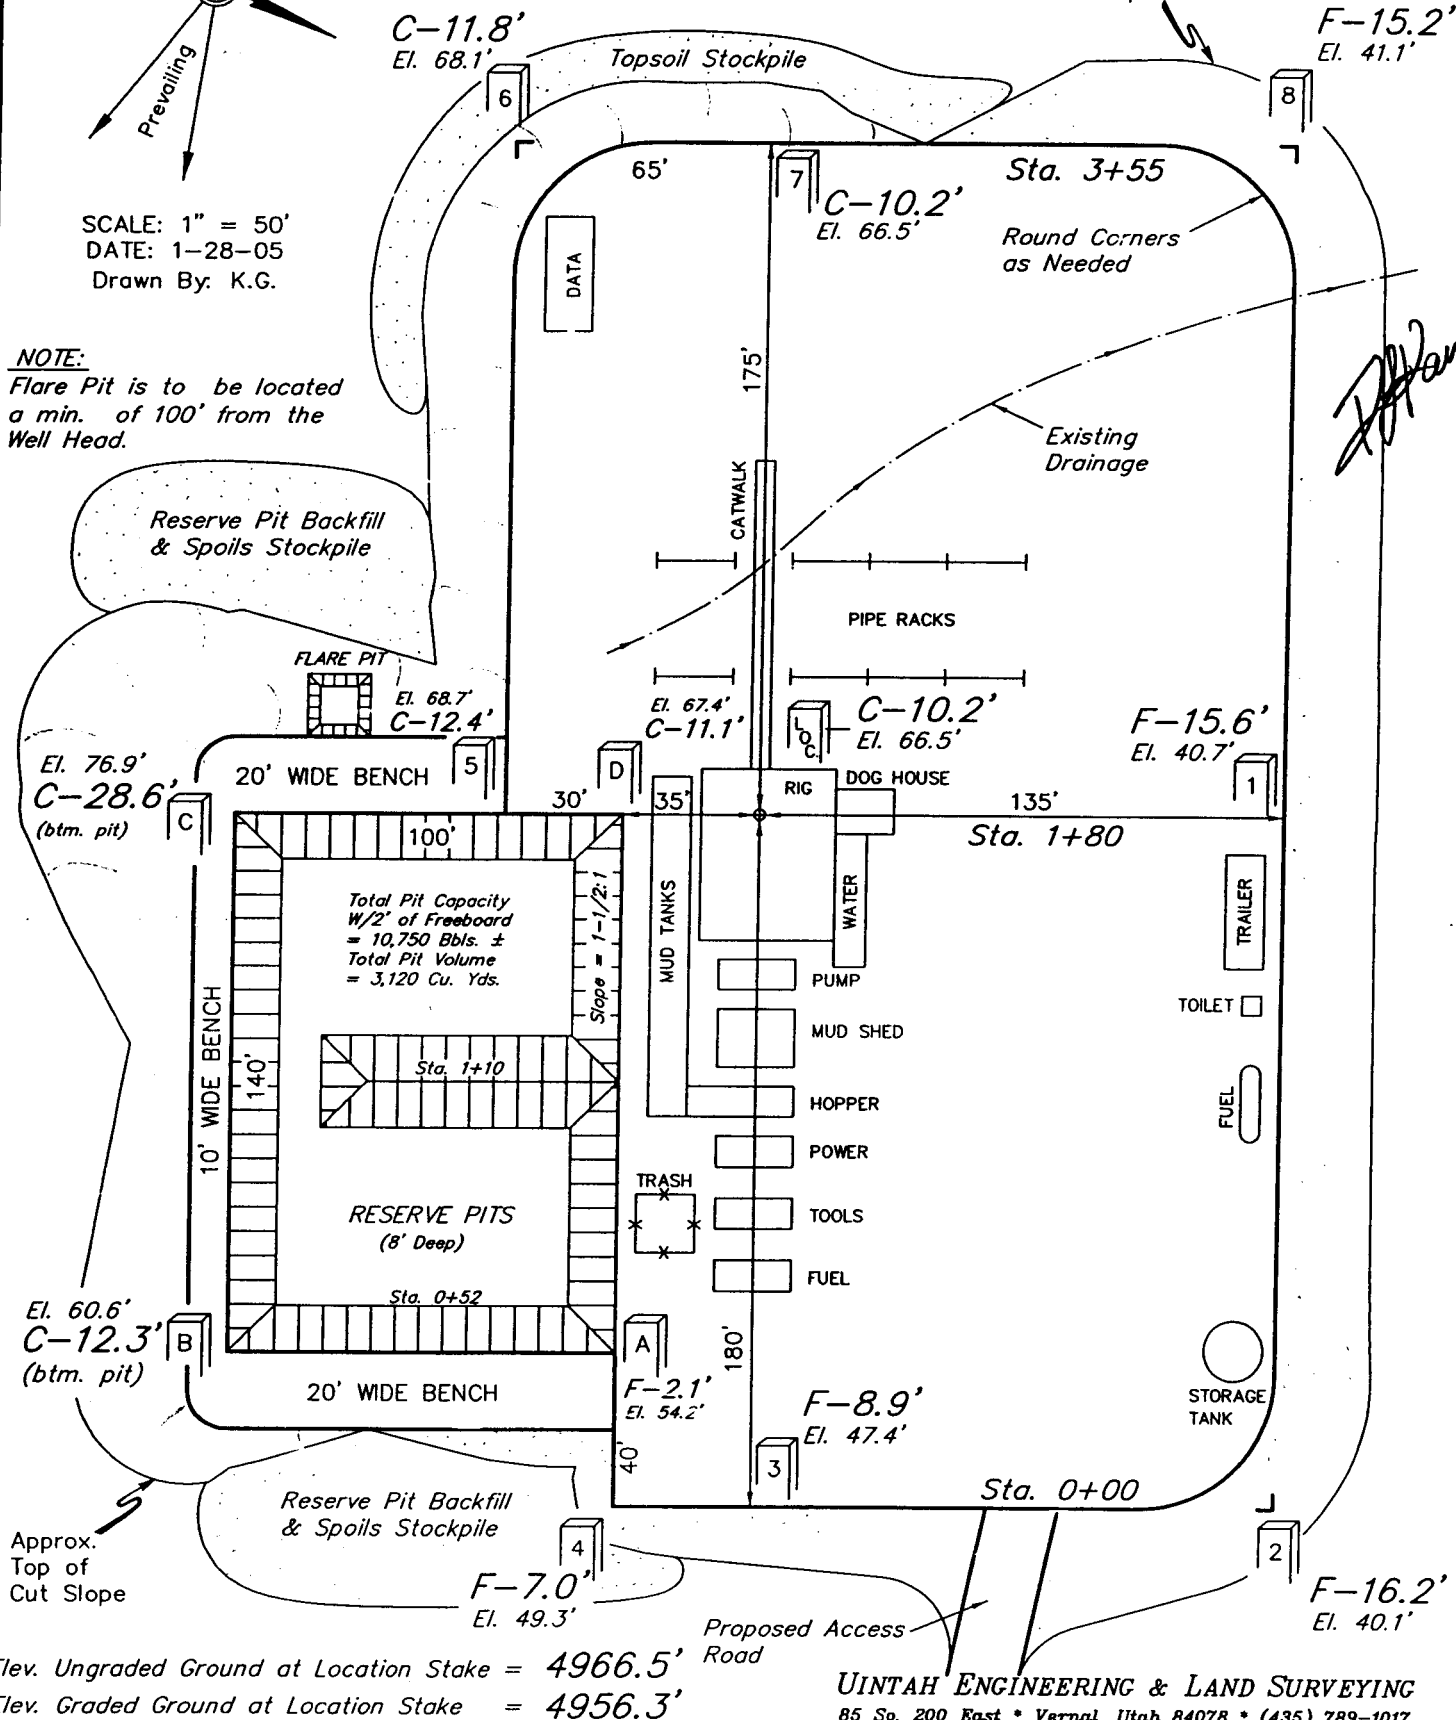 C-11.8'
El. 68.1'
Topsoil Stockpile
F-15.2'
El. 41.1'
Prevailing
6
8
65'
7
Sta. 3+55
C-10.2'
El. 66.5'
SCALE: 1" = 50'
DATE: 1-28-05
Drawn By: K.G.
DATA
Round Corners
as Needed
NOTE:
Flare Pit is to be located
a min. of 100' from the
Well Head.
175'
Existing
Drainage
CATWALK
Reserve Pit Backfill
& Spoils Stockpile
PIPE RACKS
FLARE PIT
El. 68.7'
C-12.4'
El. 67.4'
C-11.1'
LOC.
C-10.2'
El. 66.5'
F-15.6'
El. 40.7'
El. 76.9'
C-28.6'
(btm. pit)
C
20' WIDE BENCH
5
D
RIG
DOG HOUSE
1
30'
35'
135'
Sta. 1+80
100'
Total Pit Capacity
W/2' of Freeboard
= 10,750 Bbls. ±
Total Pit Volume
= 3,120 Cu. Yds.
Slope = 1-1/2:1
MUD TANKS
WATER
TRAILER
PUMP
TOILET
MUD SHED
10' WIDE BENCH
140'
Sta. 1+10
HOPPER
FUEL
POWER
TRASH
RESERVE PITS
(8' Deep)
TOOLS
FUEL
Sta. 0+52
El. 60.6'
C-12.3'
(btm. pit)
B
A
180'
20' WIDE BENCH
F-2.1'
El. 54.2'
F-8.9'
El. 47.4'
STORAGE
TANK
40'
3
Sta. 0+00
Reserve Pit Backfill
& Spoils Stockpile
Approx.
Top of
Cut Slope
4
2
F-7.0'
El. 49.3'
F-16.2'
El. 40.1'
Proposed Access
Road
Elev. Ungraded Ground at Location Stake = 4966.5'
Elev. Graded Ground at Location Stake = 4956.3'
UINTAH ENGINEERING & LAND SURVEYING
85 So. 200 East * Vernal, Utah 84078 * (435) 789-1017